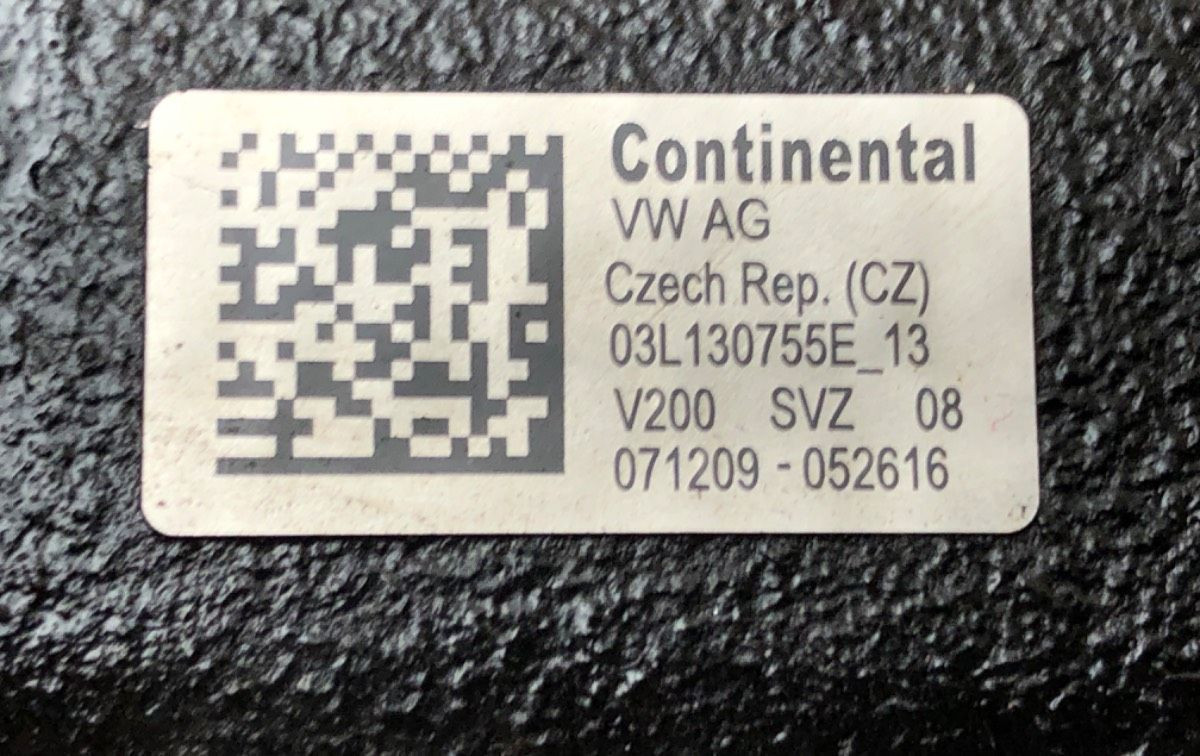 Continental
VW AG
Czech Rep. (CZ)
03L130755E_13
V200 SVZ 08
071209 - 052616